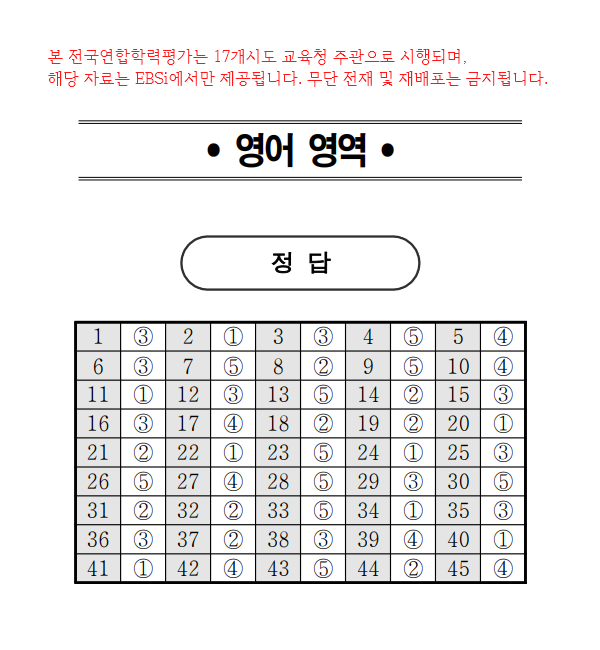 본 전국연합학력평가는 17개시도 교육청 주관으로 시행되며,
해당 자료는 EBSi에서만 제공됩니다. 무단 전재 및 재배포는 금지됩니다.
• 영어 영역 •
정 답
1 ③ 2 ① 3 ③ 4 ⑤ 5 ④
6 ③ 7 ⑤ 8 ② 9 ⑤ 10 ④
11 ① 12 ③ 13 ⑤ 14 ② 15 ③
16 ③ 17 ④ 18 ② 19 ② 20 ①
21 ② 22 ① 23 ⑤ 24 ① 25 ③
26 ⑤ 27 ④ 28 ⑤ 29 ③ 30 ⑤
31 ② 32 ② 33 ⑤ 34 ① 35 ③
36 ③ 37 ② 38 ③ 39 ④ 40 ①
41 ① 42 ④ 43 ⑤ 44 ② 45 ④